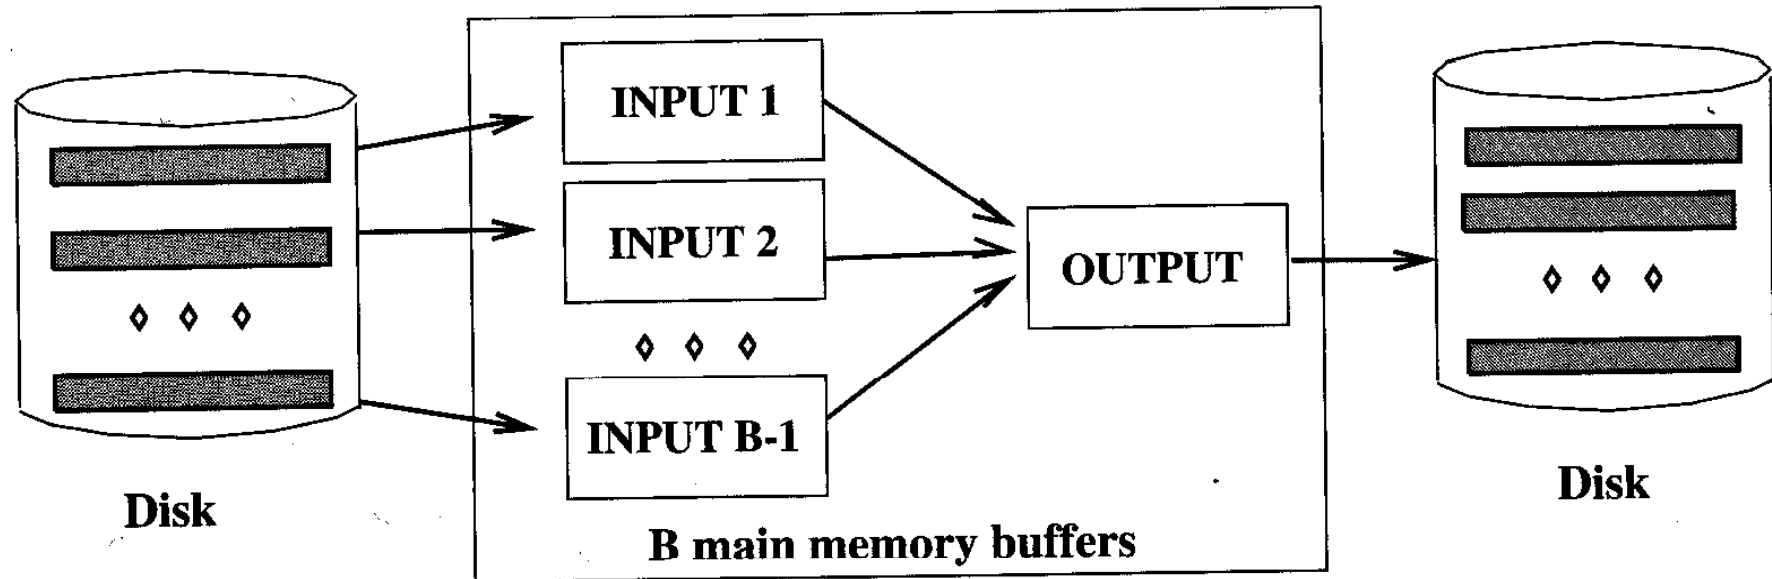 INPUT 1
INPUT 2
INPUT B-1
OUTPUT
Disk
B main memory buffers
Disk